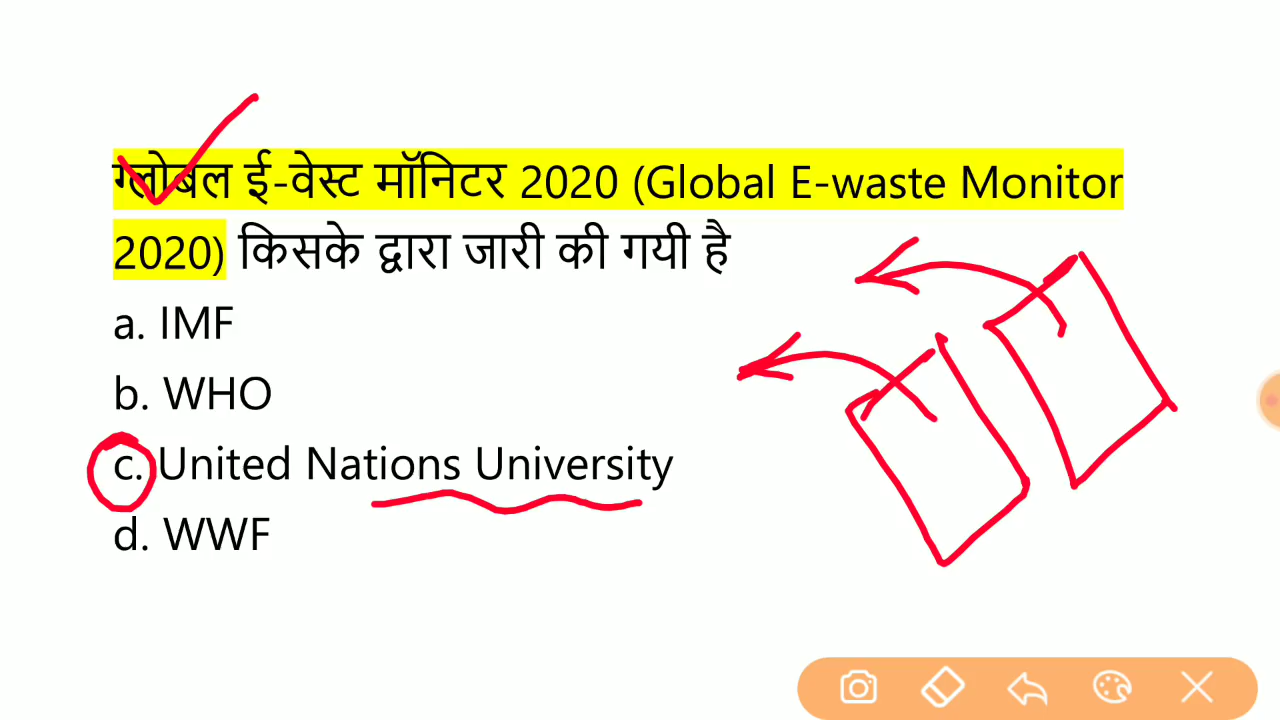 ग्लोबल ई-वेस्ट मॉनिटर 2020 (Global E-waste Monitor
2020) किसके द्वारा जारी की गयी है
a. IMF
b. WHO
c. United Nations University
d. WWF